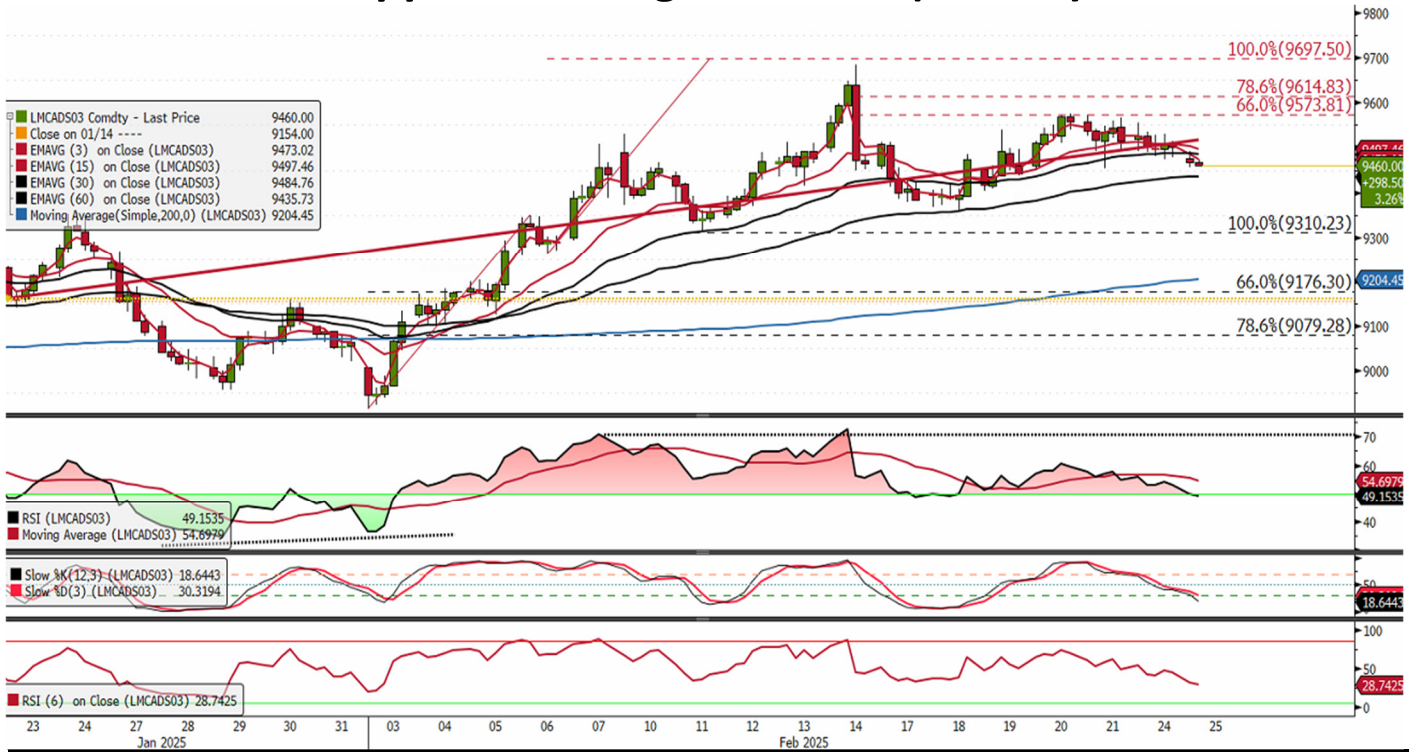 9800
100.0%(9697.50)
9700
78.6%(9614.83)
9600
66.0%(9573.81)
LMCADS03 Comdty - Last Price 9460.00
Close on 01/14 ---- 9154.00
EMAVG (3) on Close (LMCADS03) 9473.02
EMAVG (15) on Close (LMCADS03) 9497.46
EMAVG (30) on Close (LMCADS03) 9484.76
EMAVG (60) on Close (LMCADS03) 9435.73
Moving Average(Simple,200,0) (LMCADS03) 9204.45
9497.46
9460.00
+298.50
3.26%
100.0%(9310.23)
9300
66.0%(9176.30)
9204.45
78.6%(9079.28)
9100
9000
70
60
54.6979
49.1535
40
RSI (LMCADS03) 49.1535
Moving Average (LMCADS03) 54.6979
Slow %K(12,3) (LMCADS03) 18.6443
Slow %D(3) (LMCADS03) 30.3194
50
18.6443
100
50
28.7425
0
RSI (6) on Close (LMCADS03) 28.7425
23 24 27 28 29 30 31 03 04 05 06 07 10 11 12 13 14 17 18 19 20 21 24 25
Jan 2025 Feb 2025